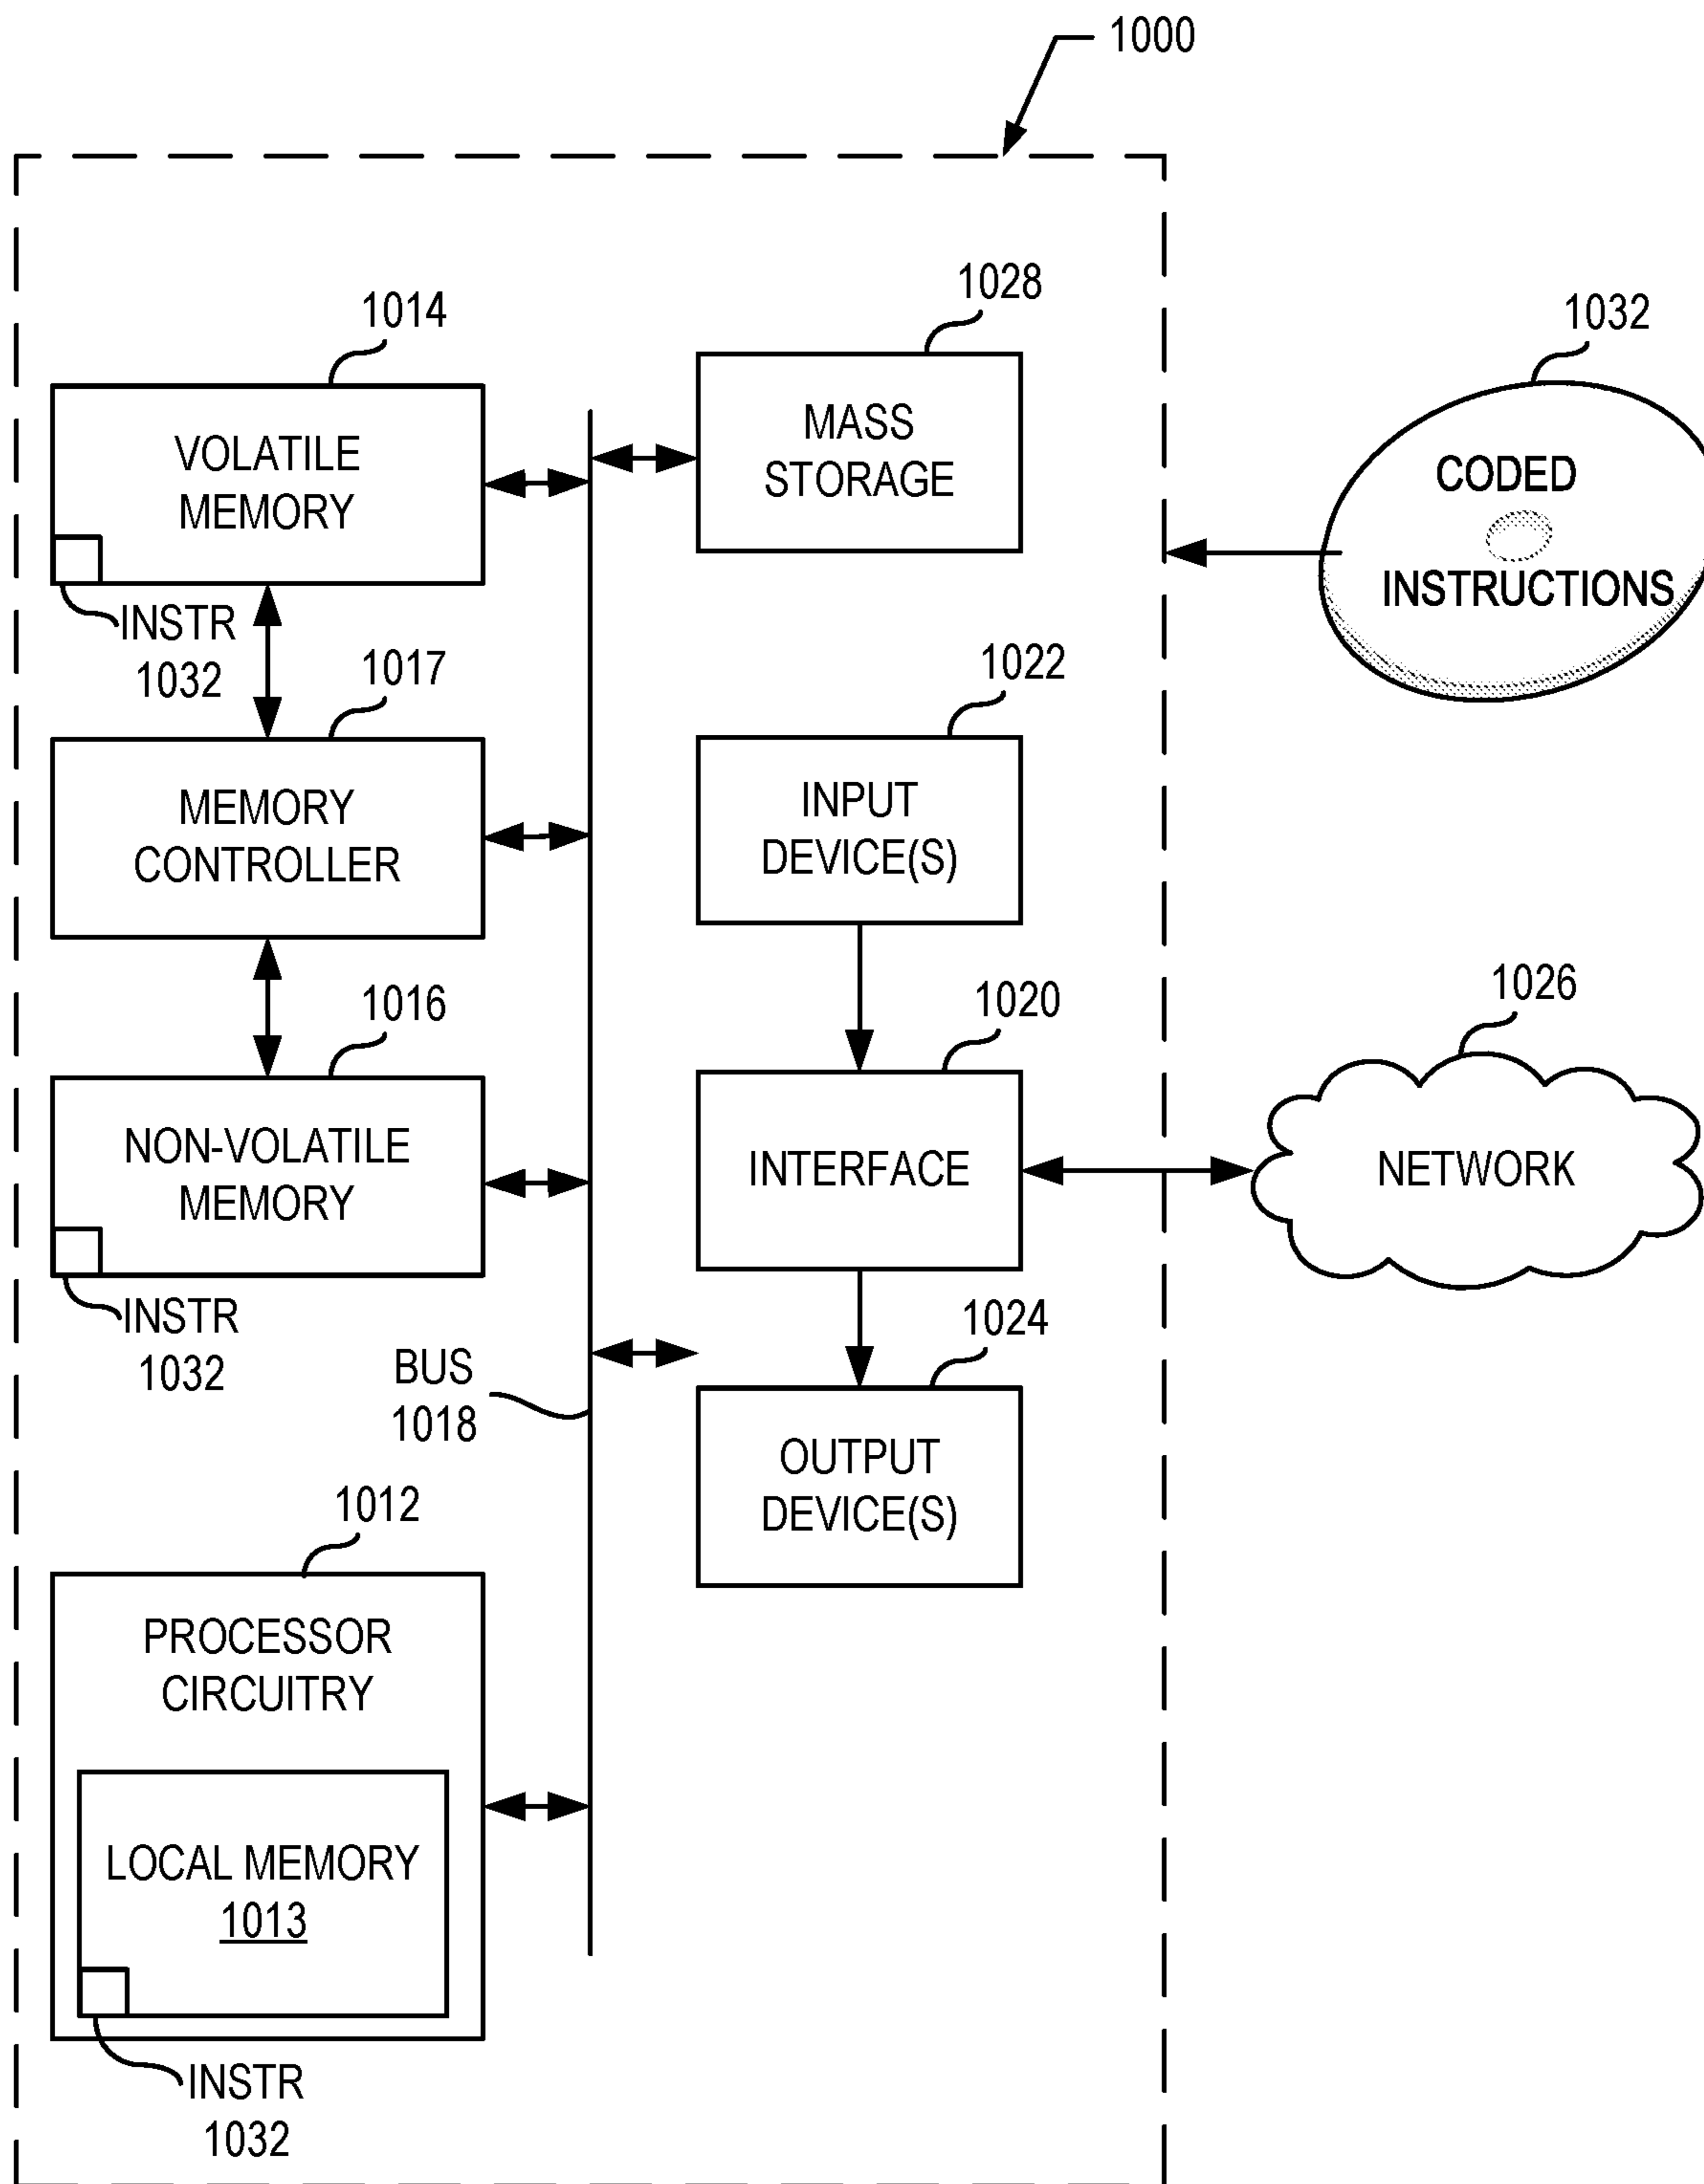 1000
1014
VOLATILE
MEMORY
INSTR
1032
1017
MEMORY
CONTROLLER
1016
NON-VOLATILE
MEMORY
INSTR
1032
BUS
1018
1012
PROCESSOR
CIRCUITRY
LOCAL MEMORY
1013
INSTR
1032
1028
MASS
STORAGE
1022
INPUT
DEVICE(S)
1020
INTERFACE
1024
OUTPUT
DEVICE(S)
1032
CODED
INSTRUCTIONS
1026
NETWORK